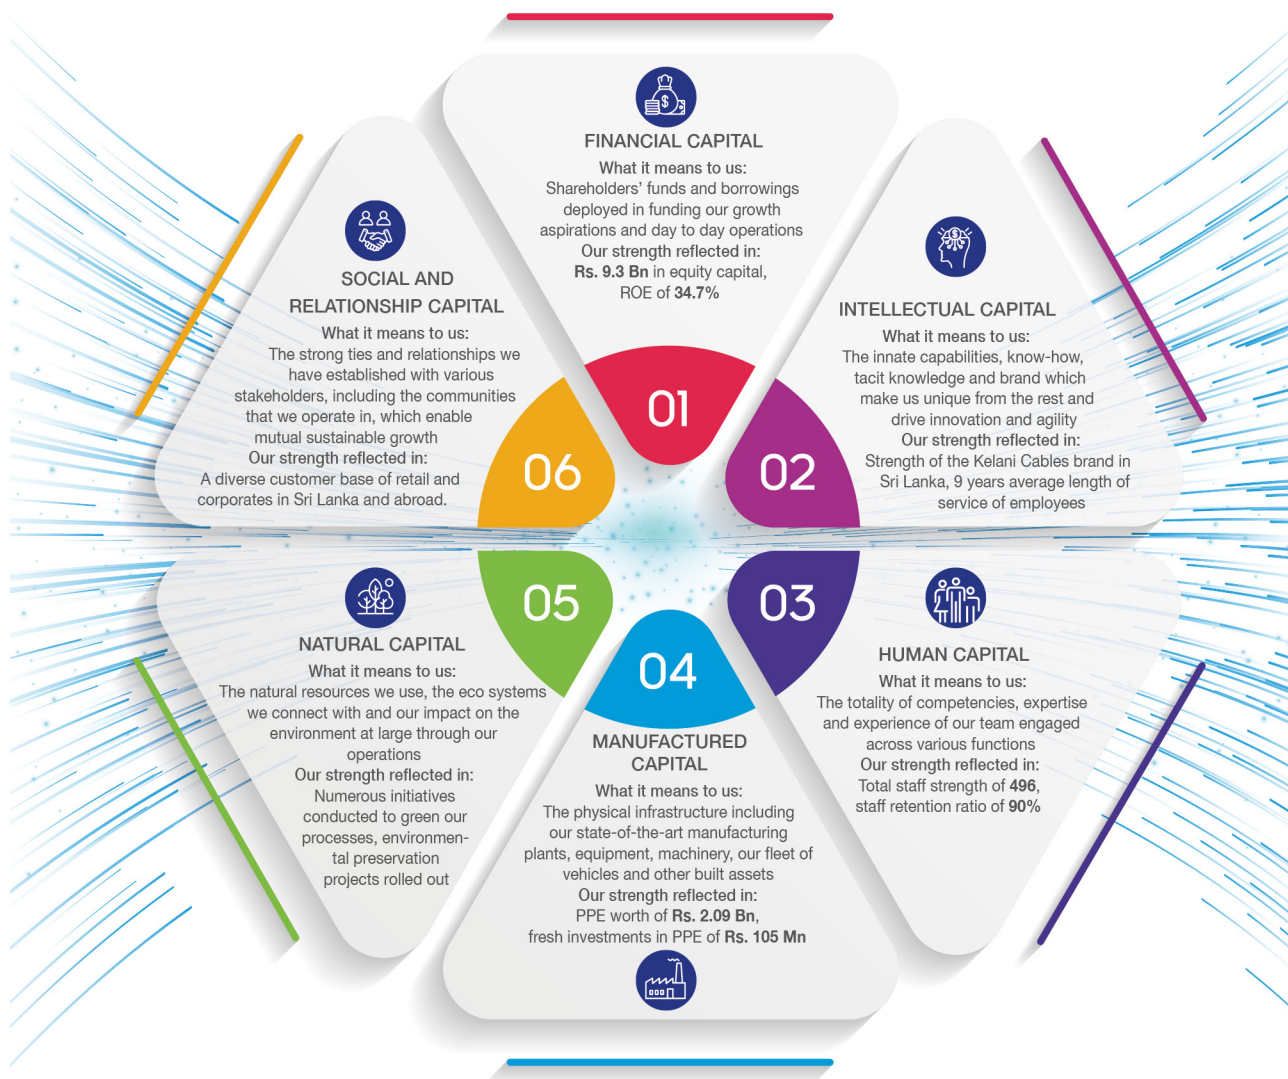 FINANCIAL CAPITAL
What it means to us:
Shareholders’ funds and borrowings
deployed in funding our growth
aspirations and day to day operations
Our strength reflected in:
Rs. 9.3 Bn in equity capital,
ROE of 34.7%
01
INTELLECTUAL CAPITAL
What it means to us:
The innate capabilities, know-how,
tacit knowledge and brand which
make us unique from the rest and
drive innovation and agility
Our strength reflected in:
Strength of the Kelani Cables brand in
Sri Lanka, 9 years average length of
service of employees
02
HUMAN CAPITAL
What it means to us:
The totality of competencies, expertise
and experience of our team engaged
across various functions
Our strength reflected in:
Total staff strength of 496,
staff retention ratio of 90%
03
04
MANUFACTURED
CAPITAL
What it means to us:
The physical infrastructure including
our state-of-the-art manufacturing
plants, equipment, machinery, our fleet of
vehicles and other built assets
Our strength reflected in:
PPE worth of Rs. 2.09 Bn,
fresh investments in PPE of Rs. 105 Mn
05
NATURAL CAPITAL
What it means to us:
The natural resources we use, the eco systems
we connect with and our impact on the
environment at large through our
operations
Our strength reflected in:
Numerous initiatives
conducted to green our
processes, environmen-
tal preservation
projects rolled out
06
SOCIAL AND
RELATIONSHIP CAPITAL
What it means to us:
The strong ties and relationships we
have established with various
stakeholders, including the communities
that we operate in, which enable
mutual sustainable growth
Our strength reflected in:
A diverse customer base of retail and
corporates in Sri Lanka and abroad.